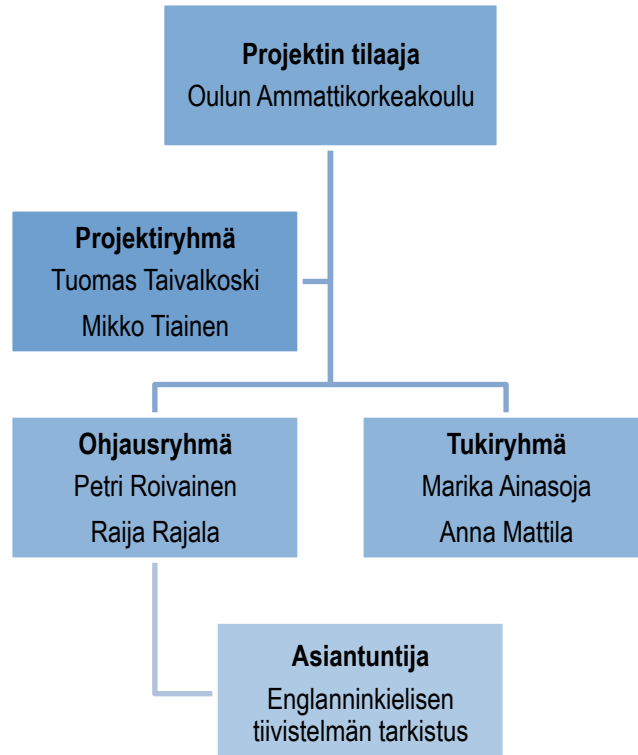 Projektin tilaaja
Oulun Ammattikorkeakoulu
Projektiryhmä
Tuomas Taivalkoski
Mikko Tiainen
Ohjausryhmä
Petri Roivainen
Raija Rajala
Tukiryhmä
Marika Ainasoja
Anna Mattila
Asiantuntija
Englanninkielisen
tiivistelmän tarkistus